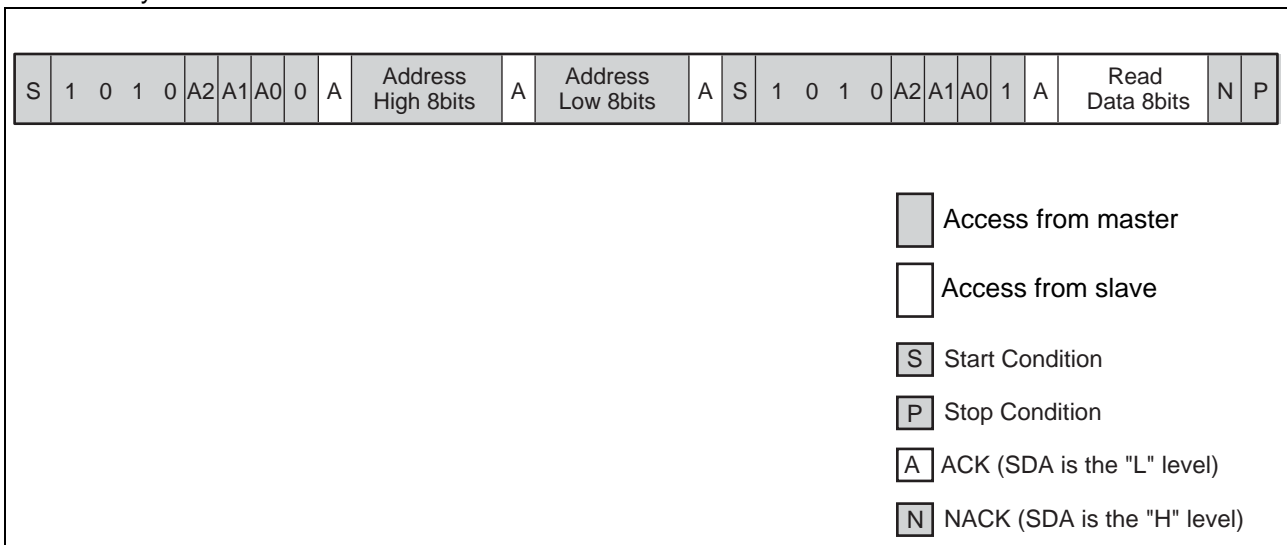 S 1 0 1 0 A2 A1 A0 0 A Address High 8bits A Address Low 8bits A S 1 0 1 0 A2 A1 A0 1 A Read Data 8bits N P
Access from master
Access from slave
S Start Condition
P Stop Condition
A ACK (SDA is the "L" level)
N NACK (SDA is the "H" level)